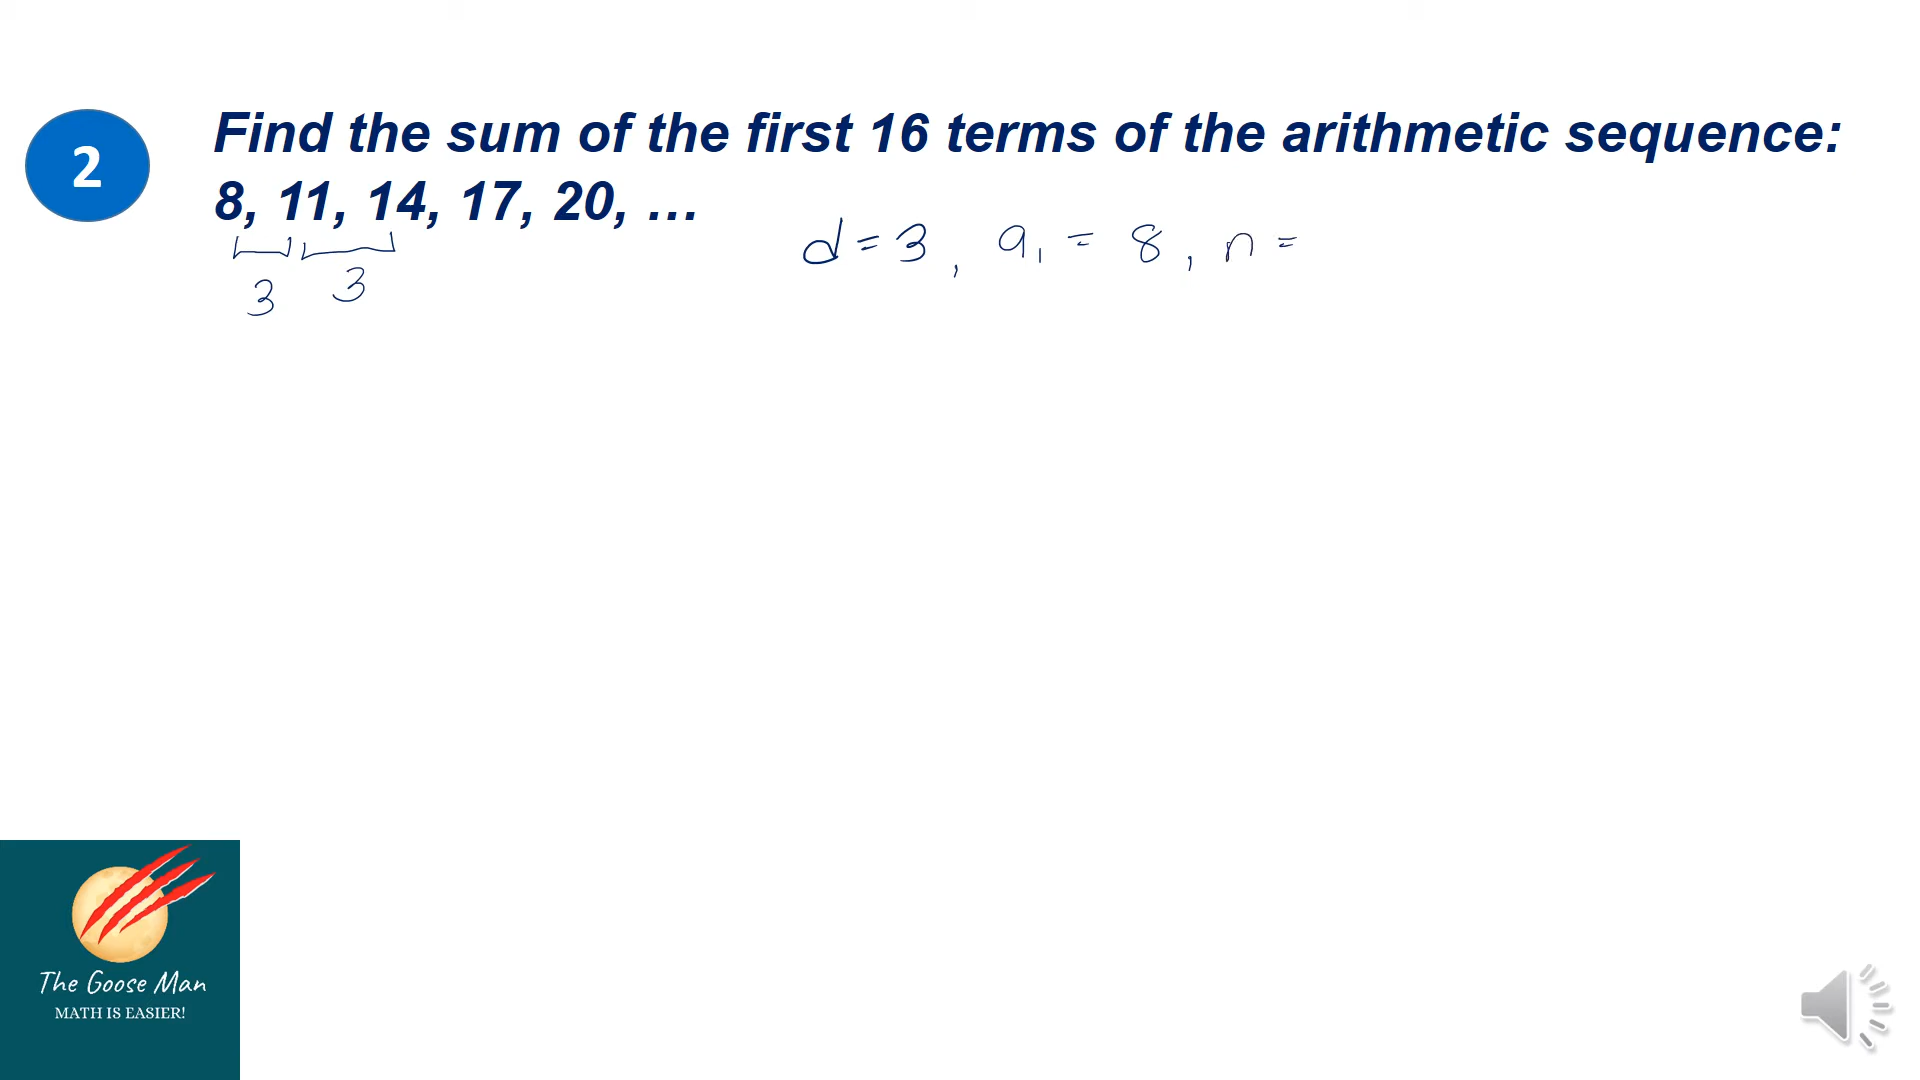 2
Find the sum of the first 16 terms of the arithmetic sequence:
8, 11, 14, 17, 20, …
d = 3, a₁ = 8, n =
3 3
The Goose Man
MATH IS EASIER!